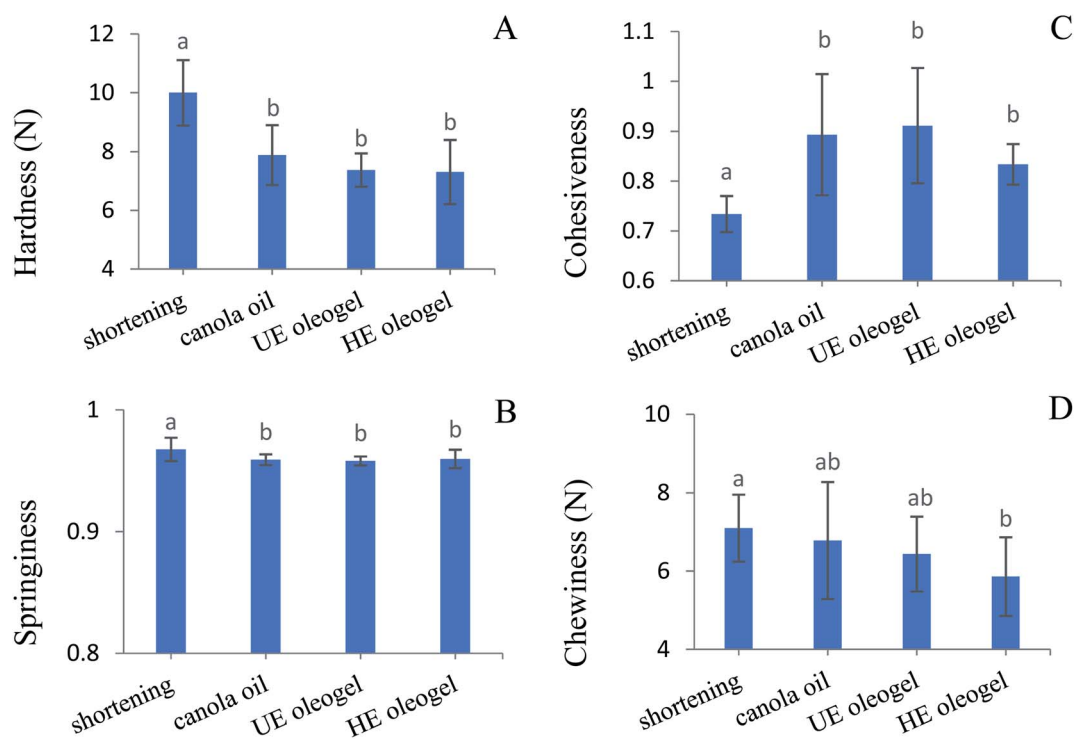 A
Hardness (N)
12
10
8
6
4
a
b
b
b
shortening
canola oil
UE oleogel
HE oleogel
C
Cohesiveness
1.1
1
0.9
0.8
0.7
0.6
a
b
b
b
shortening
canola oil
UE oleogel
HE oleogel
B
Springiness
1
0.9
0.8
a
b
b
b
shortening
canola oil
UE oleogel
HE oleogel
D
Chewiness (N)
10
8
6
4
a
ab
ab
b
shortening
canola oil
UE oleogel
HE oleogel